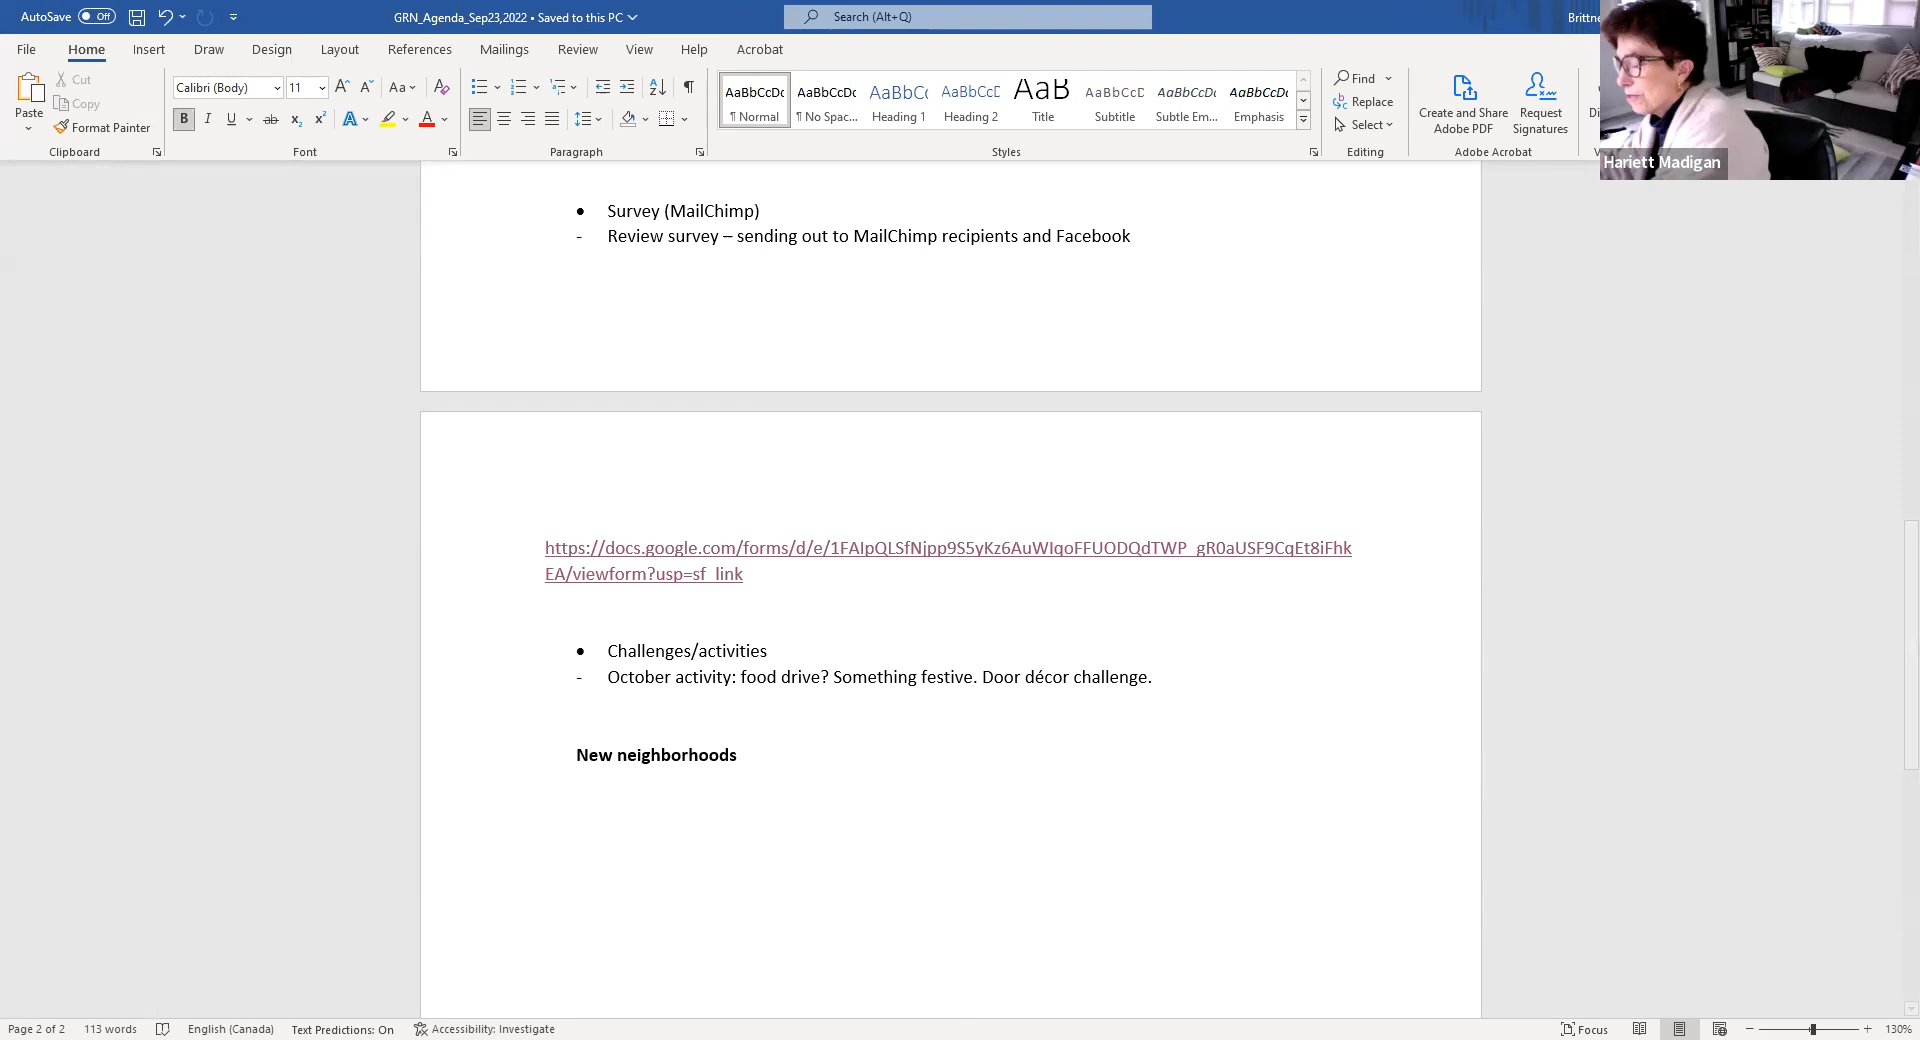 AutoSave Off GRN_Agenda_Sep23,2022 • Saved to this PC Search (Alt+Q)
File Home Insert Draw Design Layout References Mailings Review View Help Acrobat
Paste
Cut
Copy
Format Painter
Clipboard
Calibri (Body) 11
Font
Paragraph
AaBbCcDc AaBbCcDc AaBbC( AaBbCcD AaB AaBbCcD AaBbCcDc AaBbCcDc
¶ Normal ¶ No Spac... Heading 1 Heading 2 Title Subtitle Subtle Em... Emphasis
Styles
Find
Replace
Select
Editing
Create and Share
Adobe PDF
Request
Signatures
Adobe Acrobat
Hariett Madigan
• Survey (MailChimp)
- Review survey – sending out to MailChimp recipients and Facebook
https://docs.google.com/forms/d/e/1FAIpQLSfNjpp9S5yKz6AuWIqoFFUODQdTWP_gR0aUSF9CqEt8iFhk
EA/viewform?usp=sf_link
• Challenges/activities
- October activity: food drive? Something festive. Door décor challenge.
New neighborhoods
Page 2 of 2 113 words English (Canada) Text Predictions: On Accessibility: Investigate Focus 130%